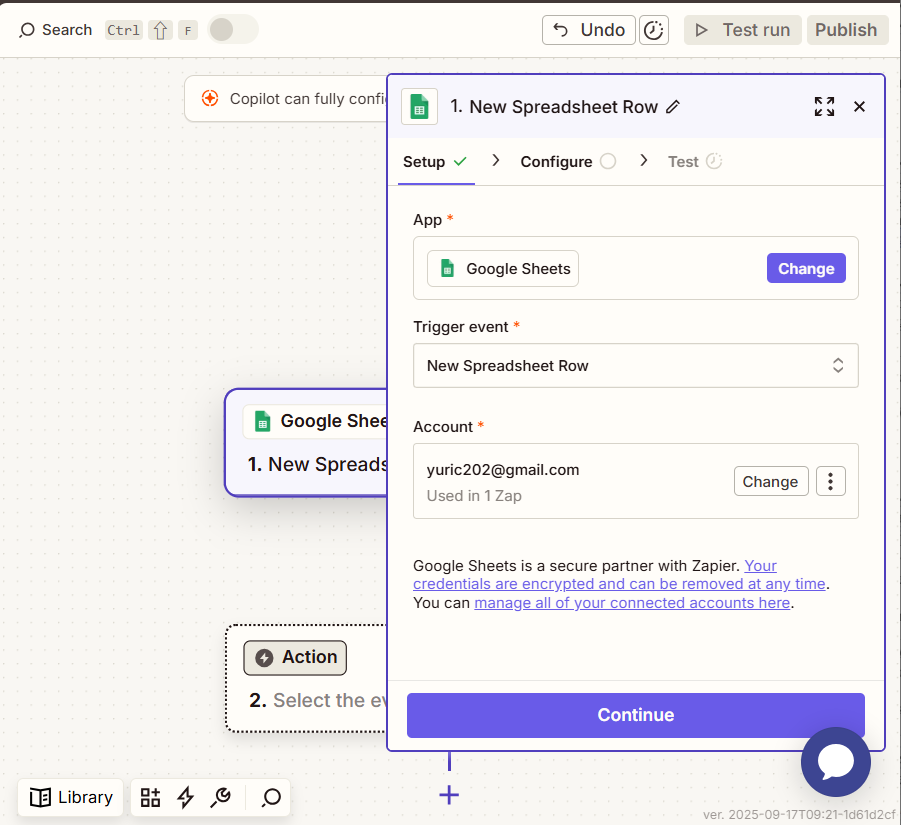 Search Ctrl F Undo Test run Publish
Copilot can fully confi
1. New Spreadsheet Row
Setup Configure Test
App *
Google Sheets Change
Trigger event *
New Spreadsheet Row
Account *
yuric202@gmail.com
Used in 1 Zap
Change
Google Sheets is a secure partner with Zapier. Your
credentials are encrypted and can be removed at any time.
You can manage all of your connected accounts here.
Continue
Google Shee
1. New Spreads
Action
2. Select the ev
Library
ver. 2025-09-17T09:21-1d61d2cf